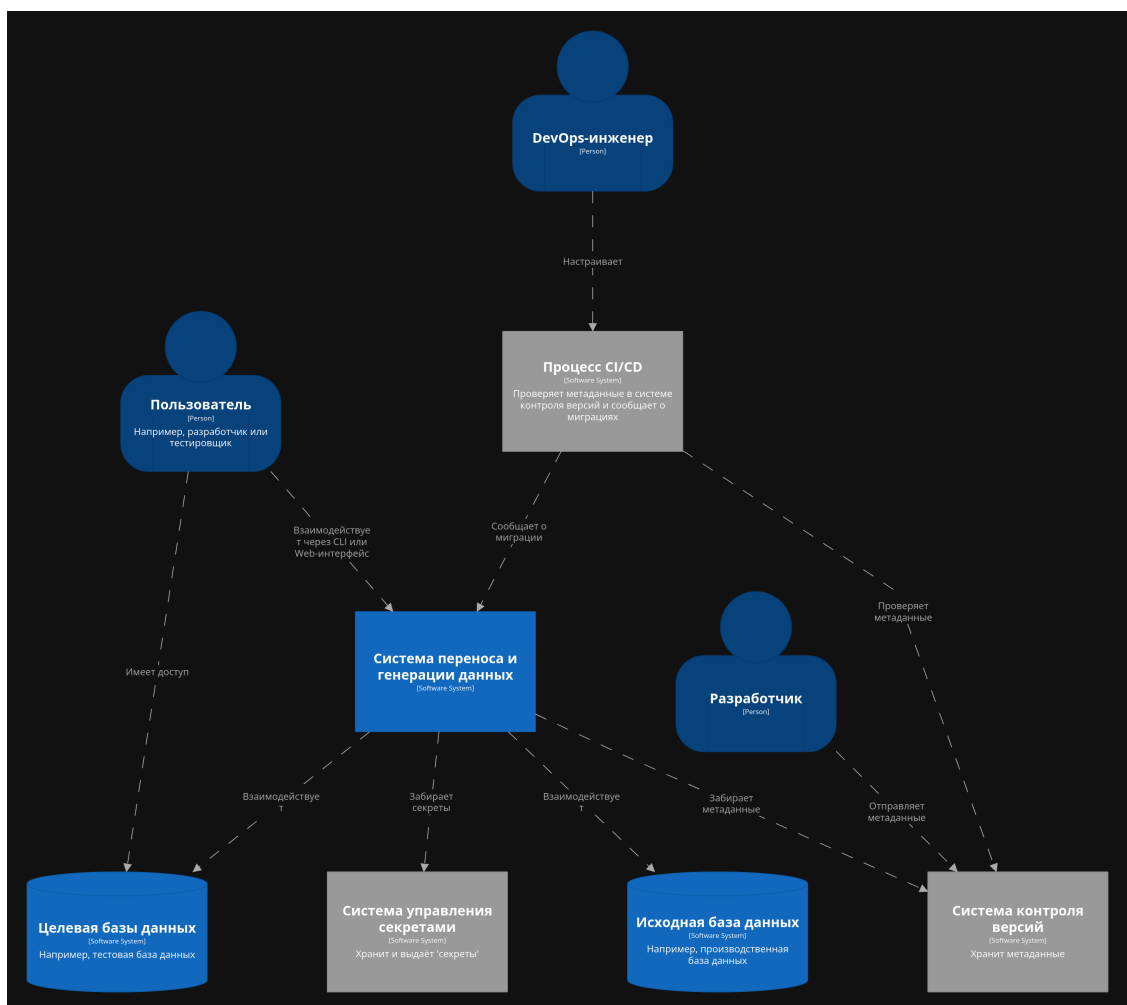 DevOps-инженер
[Person]
Настраивает
Процесс CI/CD
[Software System]
Проверяет метаданные в системе
контроля версий и сообщает о
миграциях
Пользователь
[Person]
Например, разработчик или
тестировщик
Взаимодействуе
т через CLI или
Web-интерфейс
Сообщает о
миграции
Проверяет
метаданные
Имеет доступ
Система переноса и
генерации данных
[Software System]
Разработчик
[Person]
Взаимодействуе
т
Забирает
секреты
Взаимодействуе
т
Забирает
метаданные
Отправляет
метаданные
Целевая базы данных
[Software System]
Например, тестовая база данных
Система управления
секретами
[Software System]
Хранит и выдаёт 'секреты'
Исходная база данных
[Software System]
Например, производственная
база данных
Система контроля
версий
[Software System]
Хранит метаданные